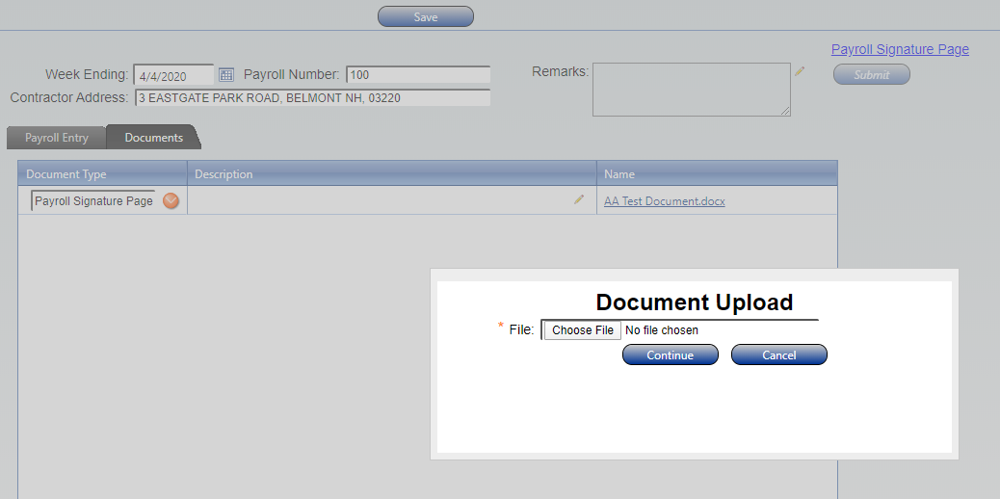 Save
Payroll Signature Page
Week Ending: 4/4/2020 Payroll Number: 100 Remarks: Submit
Contractor Address: 3 EASTGATE PARK ROAD, BELMONT NH, 03220
Payroll Entry Documents
Document Type Description Name
Payroll Signature Page AA Test Document.docx
Document Upload
* File: Choose File No file chosen
Continue Cancel